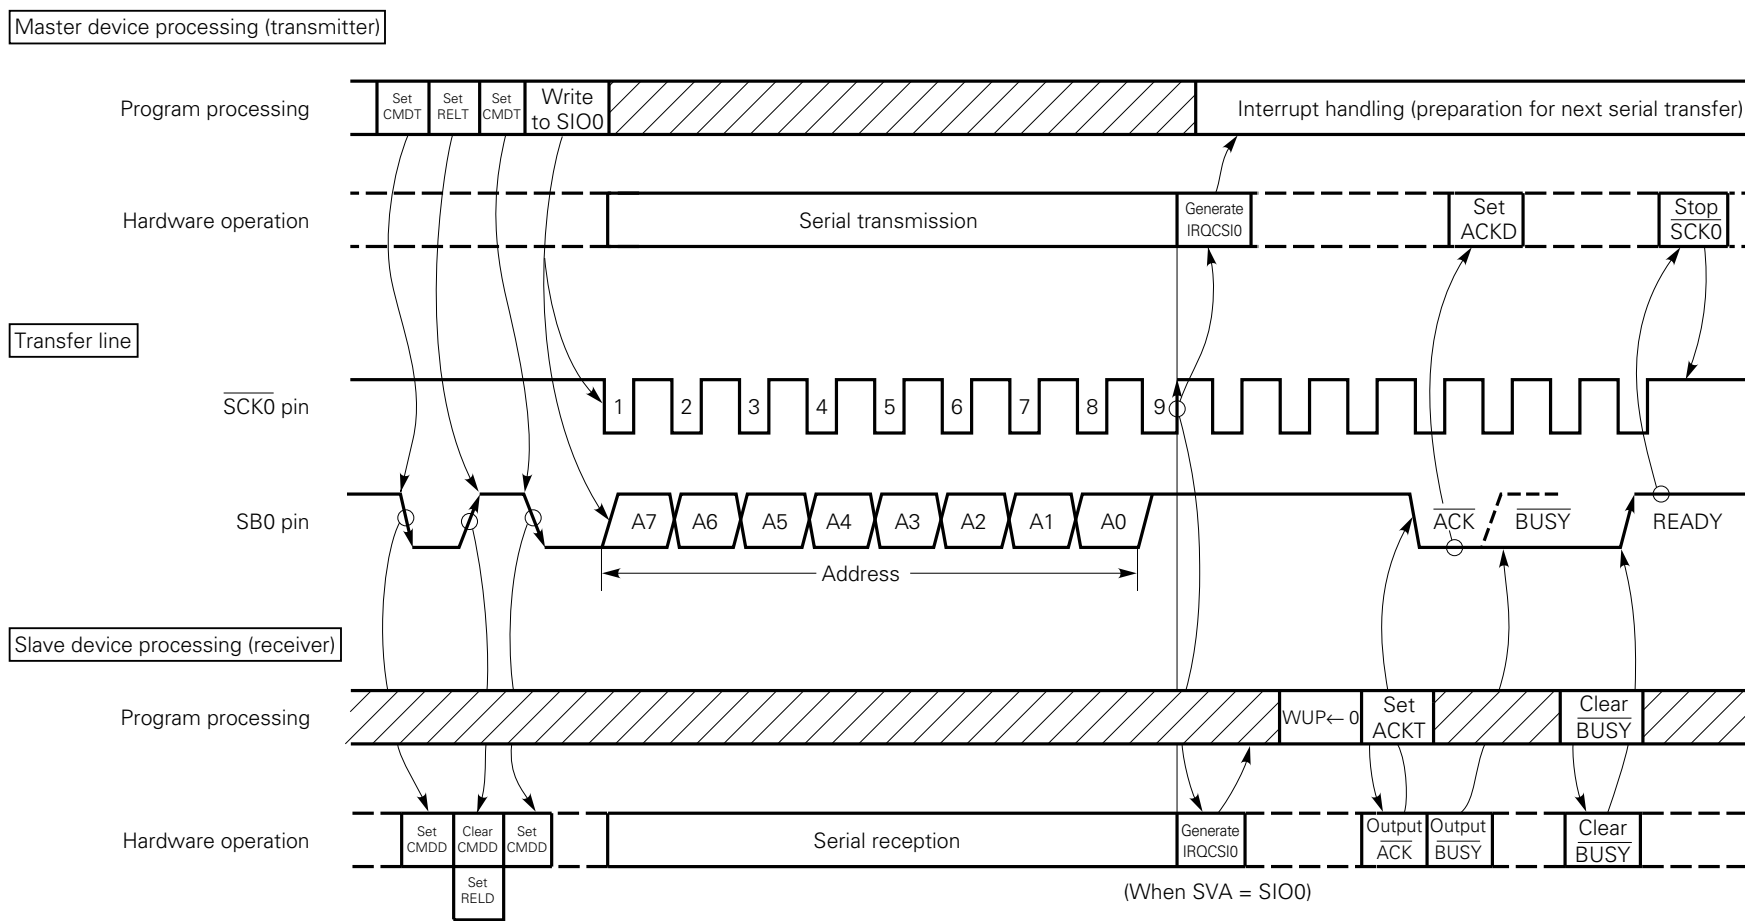 Master device processing (transmitter)
Program processing
Set CMDT
Set RELT
Set CMDT
Write to SIO0
Interrupt handling (preparation for next serial transfer)
Hardware operation
Serial transmission
Generate IRQCSI0
Set ACKD
Stop SCK0
Transfer line
SCK0 pin
1 2 3 4 5 6 7 8 9
SB0 pin
A7 A6 A5 A4 A3 A2 A1 A0
ACK
BUSY
READY
Address
Slave device processing (receiver)
Program processing
WUP← 0
Set ACKT
Clear BUSY
Hardware operation
Set CMDD
Clear CMDD
Set CMDD
Serial reception
Generate IRQCSI0
Output ACK
Output BUSY
Clear BUSY
Set RELD
(When SVA = SIO0)